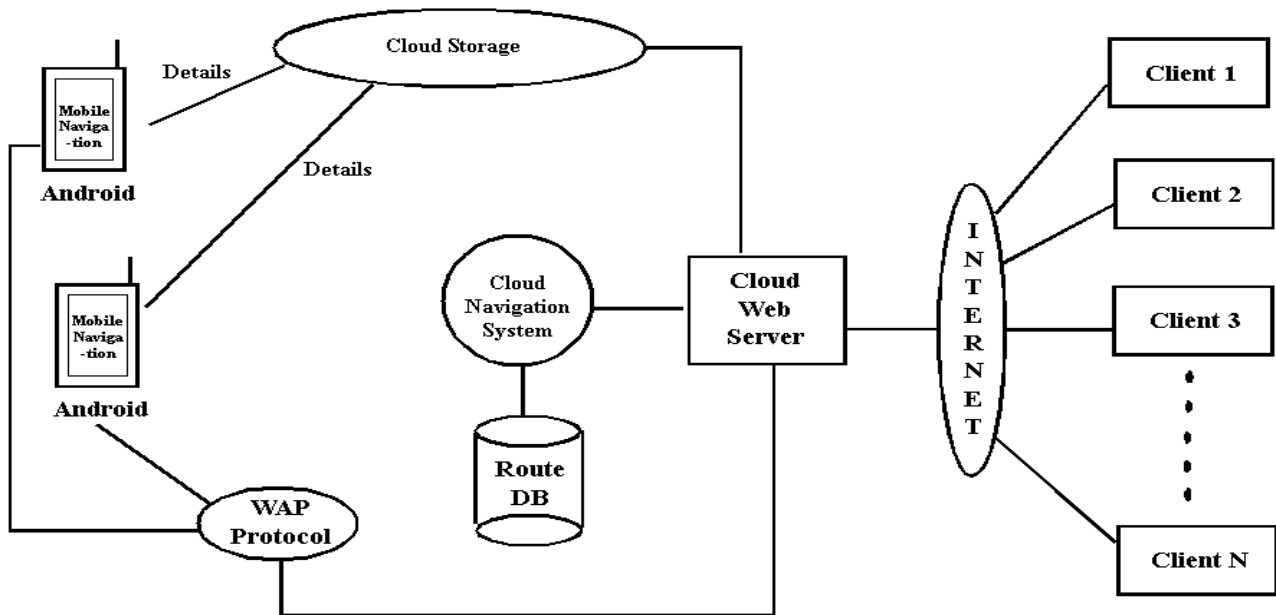 Cloud Storage
Details
Mobile
Naviga
-tion
Android
Details
Mobile
Naviga
-tion
Android
WAP
Protocol
Cloud
Navigation
System
Route
DB
Cloud
Web
Server
INTERNET
Client 1
Client 2
Client 3
Client N